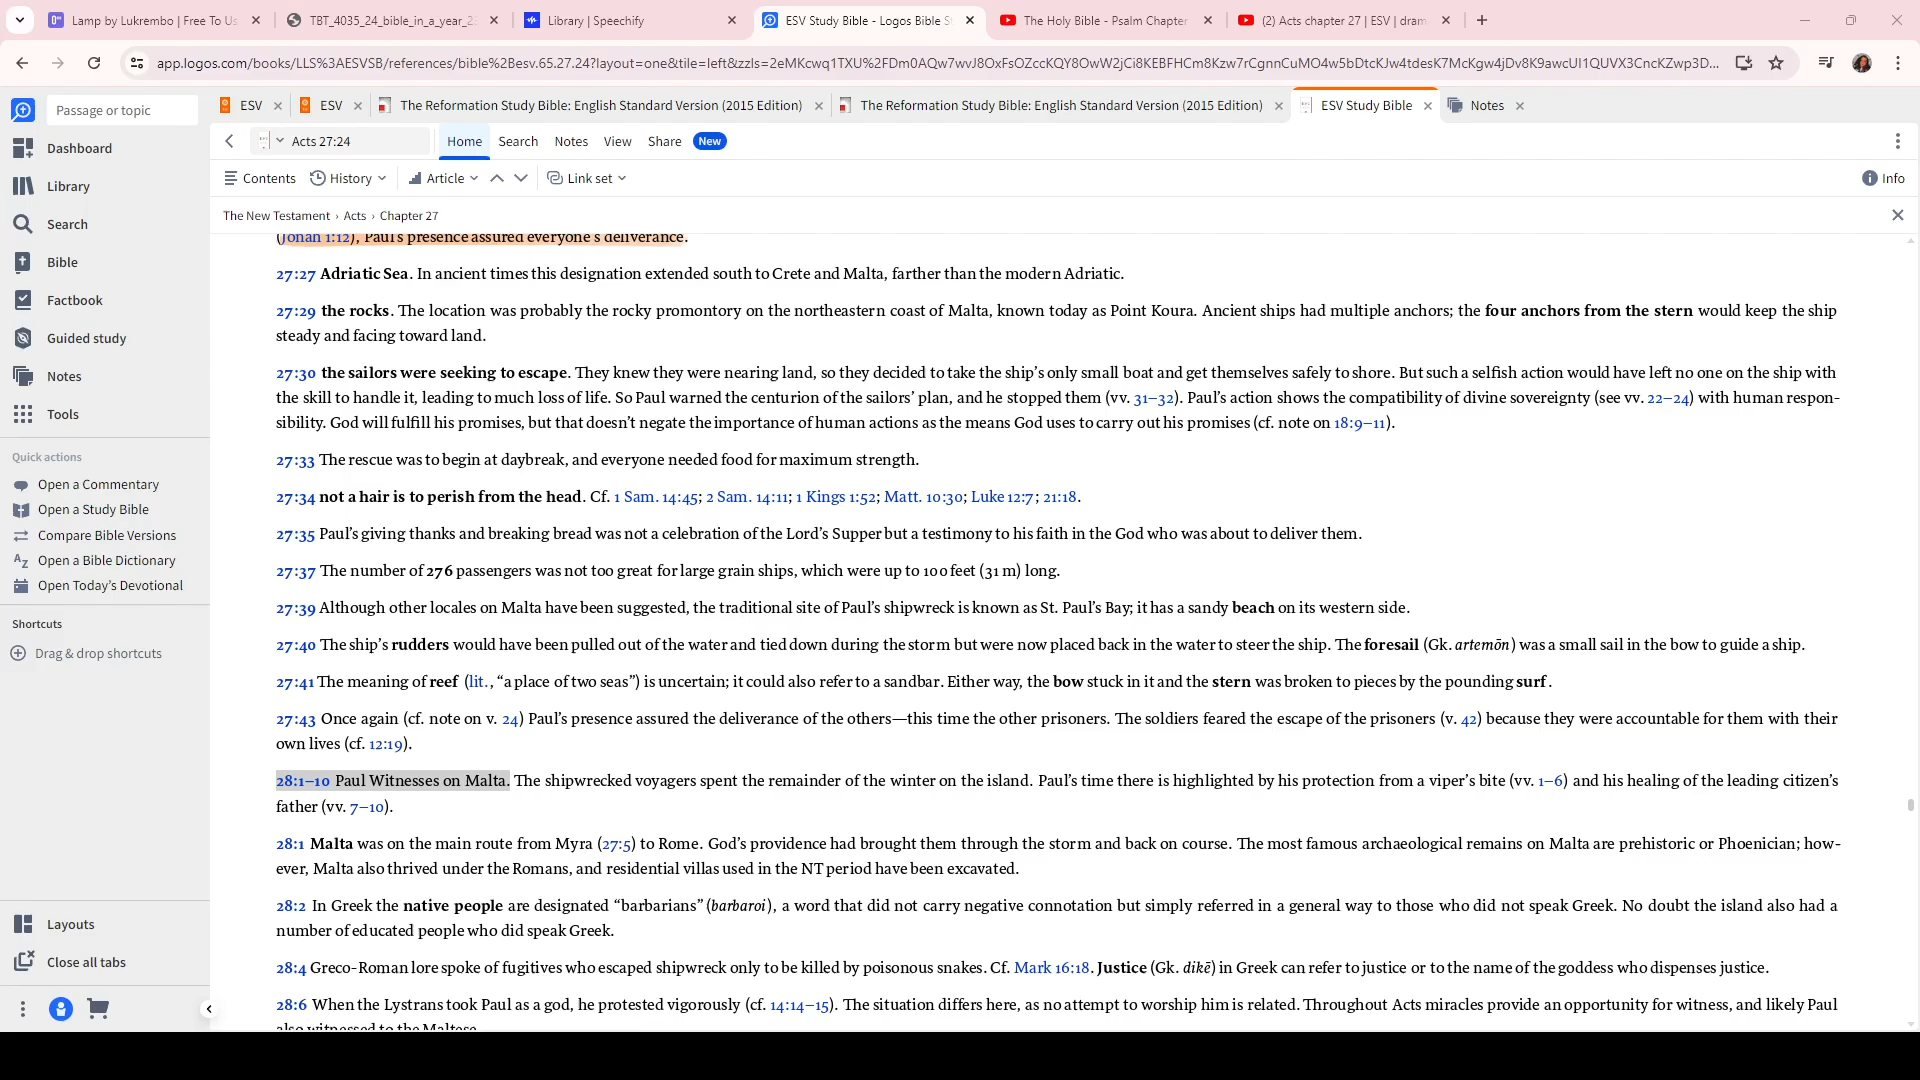 Lamp by Lukrembo | Free To Us
TBT_4035_24_bible_in_a_year_2
Library | Speechify
ESV Study Bible - Logos Bible S
The Holy Bible - Psalm Chapter
(2) Acts chapter 27 | ESV | dram
app.logos.com/books/LLS%3AESVSB/references/bible%2Besv.65.27.24?layout=one&tile=left&zzls=2eMKcwq1TXU%2FDm0AQw7wvJ8OxFsOZccKQY8OwW2jCi8KEBFHCm8Kzw7rCgnnCuMO4w5bDtcKJw4tdesK7McKgw4jDv8K9awcUI1QUVX3CncKZwp3D...
Passage or topic
ESV
ESV
The Reformation Study Bible: English Standard Version (2015 Edition)
The Reformation Study Bible: English Standard Version (2015 Edition)
ESV Study Bible
Notes
Dashboard
Library
Search
Bible
Factbook
Guided study
Notes
Tools
Quick actions
Open a Commentary
Open a Study Bible
Compare Bible Versions
Open a Bible Dictionary
Open Today's Devotional
Shortcuts
Drag & drop shortcuts
Layouts
Close all tabs
Acts 27:24 Home Search Notes View Share New
Contents History Article Link set Info
The New Testament › Acts › Chapter 27
(Jonah 1:12), Paul's presence assured everyone's deliverance.
27:27 Adriatic Sea. In ancient times this designation extended south to Crete and Malta, farther than the modern Adriatic.
27:29 the rocks. The location was probably the rocky promontory on the northeastern coast of Malta, known today as Point Koura. Ancient ships had multiple anchors; the four anchors from the stern would keep the ship
steady and facing toward land.
27:30 the sailors were seeking to escape. They knew they were nearing land, so they decided to take the ship's only small boat and get themselves safely to shore. But such a selfish action would have left no one on the ship with
the skill to handle it, leading to much loss of life. So Paul warned the centurion of the sailors' plan, and he stopped them (vv. 31–32). Paul's action shows the compatibility of divine sovereignty (see vv. 22–24) with human respon-
sibility. God will fulfill his promises, but that doesn't negate the importance of human actions as the means God uses to carry out his promises (cf. note on 18:9–11).
27:33 The rescue was to begin at daybreak, and everyone needed food for maximum strength.
27:34 not a hair is to perish from the head. Cf. 1 Sam. 14:45; 2 Sam. 14:11; 1 Kings 1:52; Matt. 10:30; Luke 12:7; 21:18.
27:35 Paul's giving thanks and breaking bread was not a celebration of the Lord's Supper but a testimony to his faith in the God who was about to deliver them.
27:37 The number of 276 passengers was not too great for large grain ships, which were up to 100 feet (31 m) long.
27:39 Although other locales on Malta have been suggested, the traditional site of Paul's shipwreck is known as St. Paul's Bay; it has a sandy beach on its western side.
27:40 The ship's rudders would have been pulled out of the water and tied down during the storm but were now placed back in the water to steer the ship. The foresail (Gk. artemōn) was a small sail in the bow to guide a ship.
27:41 The meaning of reef (lit., “a place of two seas”) is uncertain; it could also refer to a sandbar. Either way, the bow stuck in it and the stern was broken to pieces by the pounding surf.
27:43 Once again (cf. note on v. 24) Paul's presence assured the deliverance of the others—this time the other prisoners. The soldiers feared the escape of the prisoners (v. 42) because they were accountable for them with their
own lives (cf. 12:19).
28:1–10 Paul Witnesses on Malta. The shipwrecked voyagers spent the remainder of the winter on the island. Paul's time there is highlighted by his protection from a viper's bite (vv. 1–6) and his healing of the leading citizen's
father (vv. 7–10).
28:1 Malta was on the main route from Myra (27:5) to Rome. God's providence had brought them through the storm and back on course. The most famous archaeological remains on Malta are prehistoric or Phoenician; how-
ever, Malta also thrived under the Romans, and residential villas used in the NT period have been excavated.
28:2 In Greek the native people are designated “barbarians” (barbaroi), a word that did not carry negative connotation but simply referred in a general way to those who did not speak Greek. No doubt the island also had a
number of educated people who did speak Greek.
28:4 Greco-Roman lore spoke of fugitives who escaped shipwreck only to be killed by poisonous snakes. Cf. Mark 16:18. Justice (Gk. dikē) in Greek can refer to justice or to the name of the goddess who dispenses justice.
28:6 When the Lystrans took Paul as a god, he protested vigorously (cf. 14:14–15). The situation differs here, as no attempt to worship him is related. Throughout Acts miracles provide an opportunity for witness, and likely Paul
also witnessed to the Maltese.